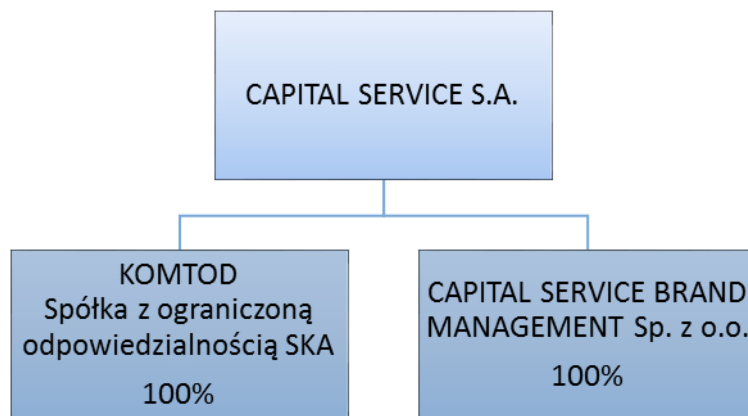 CAPITAL SERVICE S.A.
KOMTOD
Spółka z ograniczoną
odpowiedzialnością SKA
100%
CAPITAL SERVICE BRAND
MANAGEMENT Sp. z o.o.
100%